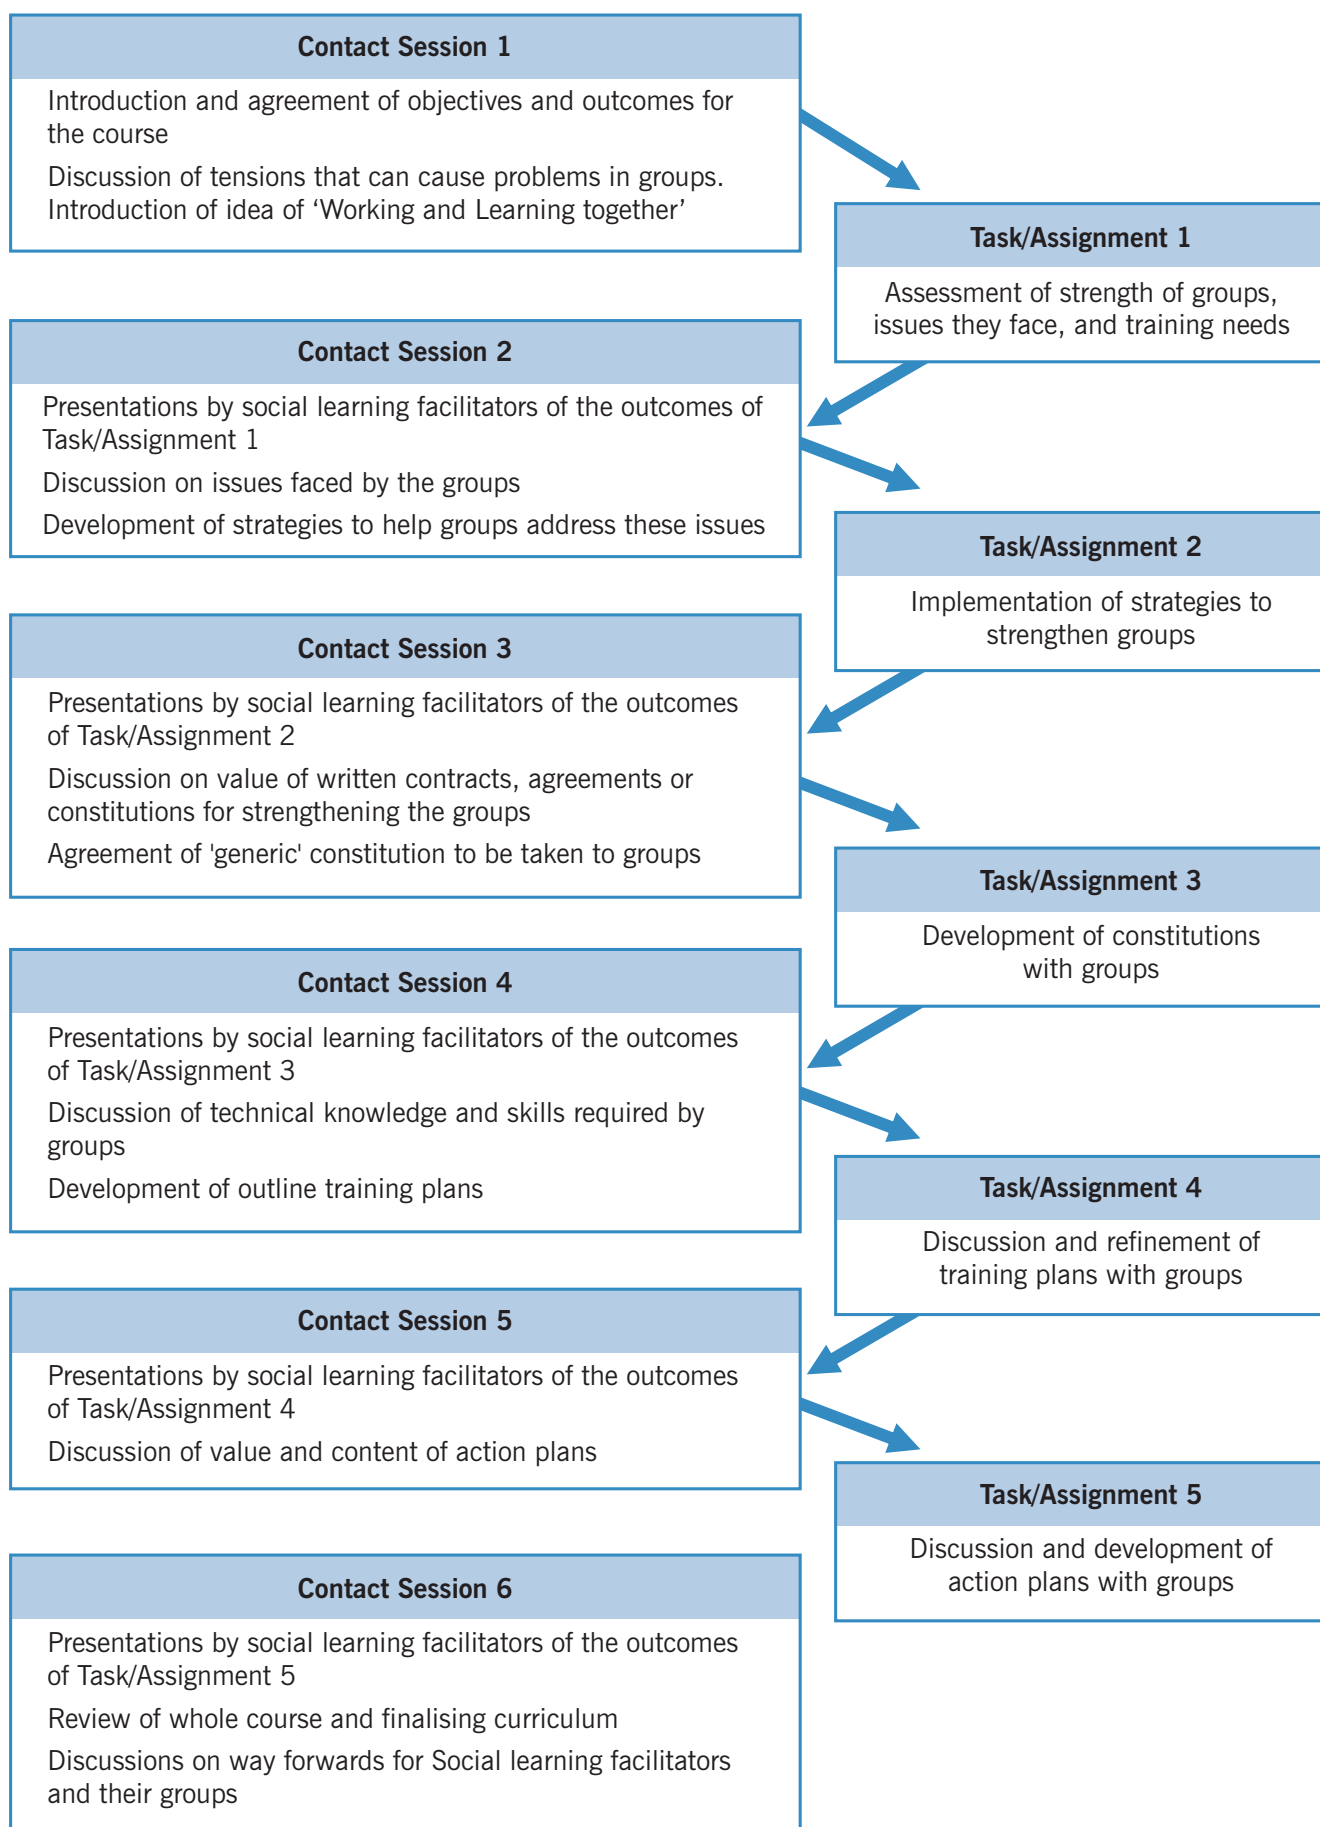 Contact Session 1
Introduction and agreement of objectives and outcomes for
the course
Discussion of tensions that can cause problems in groups.
Introduction of idea of ‘Working and Learning together’
Task/Assignment 1
Assessment of strength of groups,
issues they face, and training needs
Contact Session 2
Presentations by social learning facilitators of the outcomes of
Task/Assignment 1
Discussion on issues faced by the groups
Development of strategies to help groups address these issues
Task/Assignment 2
Implementation of strategies to
strengthen groups
Contact Session 3
Presentations by social learning facilitators of the outcomes
of Task/Assignment 2
Discussion on value of written contracts, agreements or
constitutions for strengthening the groups
Agreement of 'generic' constitution to be taken to groups
Task/Assignment 3
Development of constitutions
with groups
Contact Session 4
Presentations by social learning facilitators of the outcomes
of Task/Assignment 3
Discussion of technical knowledge and skills required by
groups
Development of outline training plans
Task/Assignment 4
Discussion and refinement of
training plans with groups
Contact Session 5
Presentations by social learning facilitators of the outcomes
of Task/Assignment 4
Discussion of value and content of action plans
Task/Assignment 5
Discussion and development of
action plans with groups
Contact Session 6
Presentations by social learning facilitators of the outcomes
of Task/Assignment 5
Review of whole course and finalising curriculum
Discussions on way forwards for Social learning facilitators
and their groups